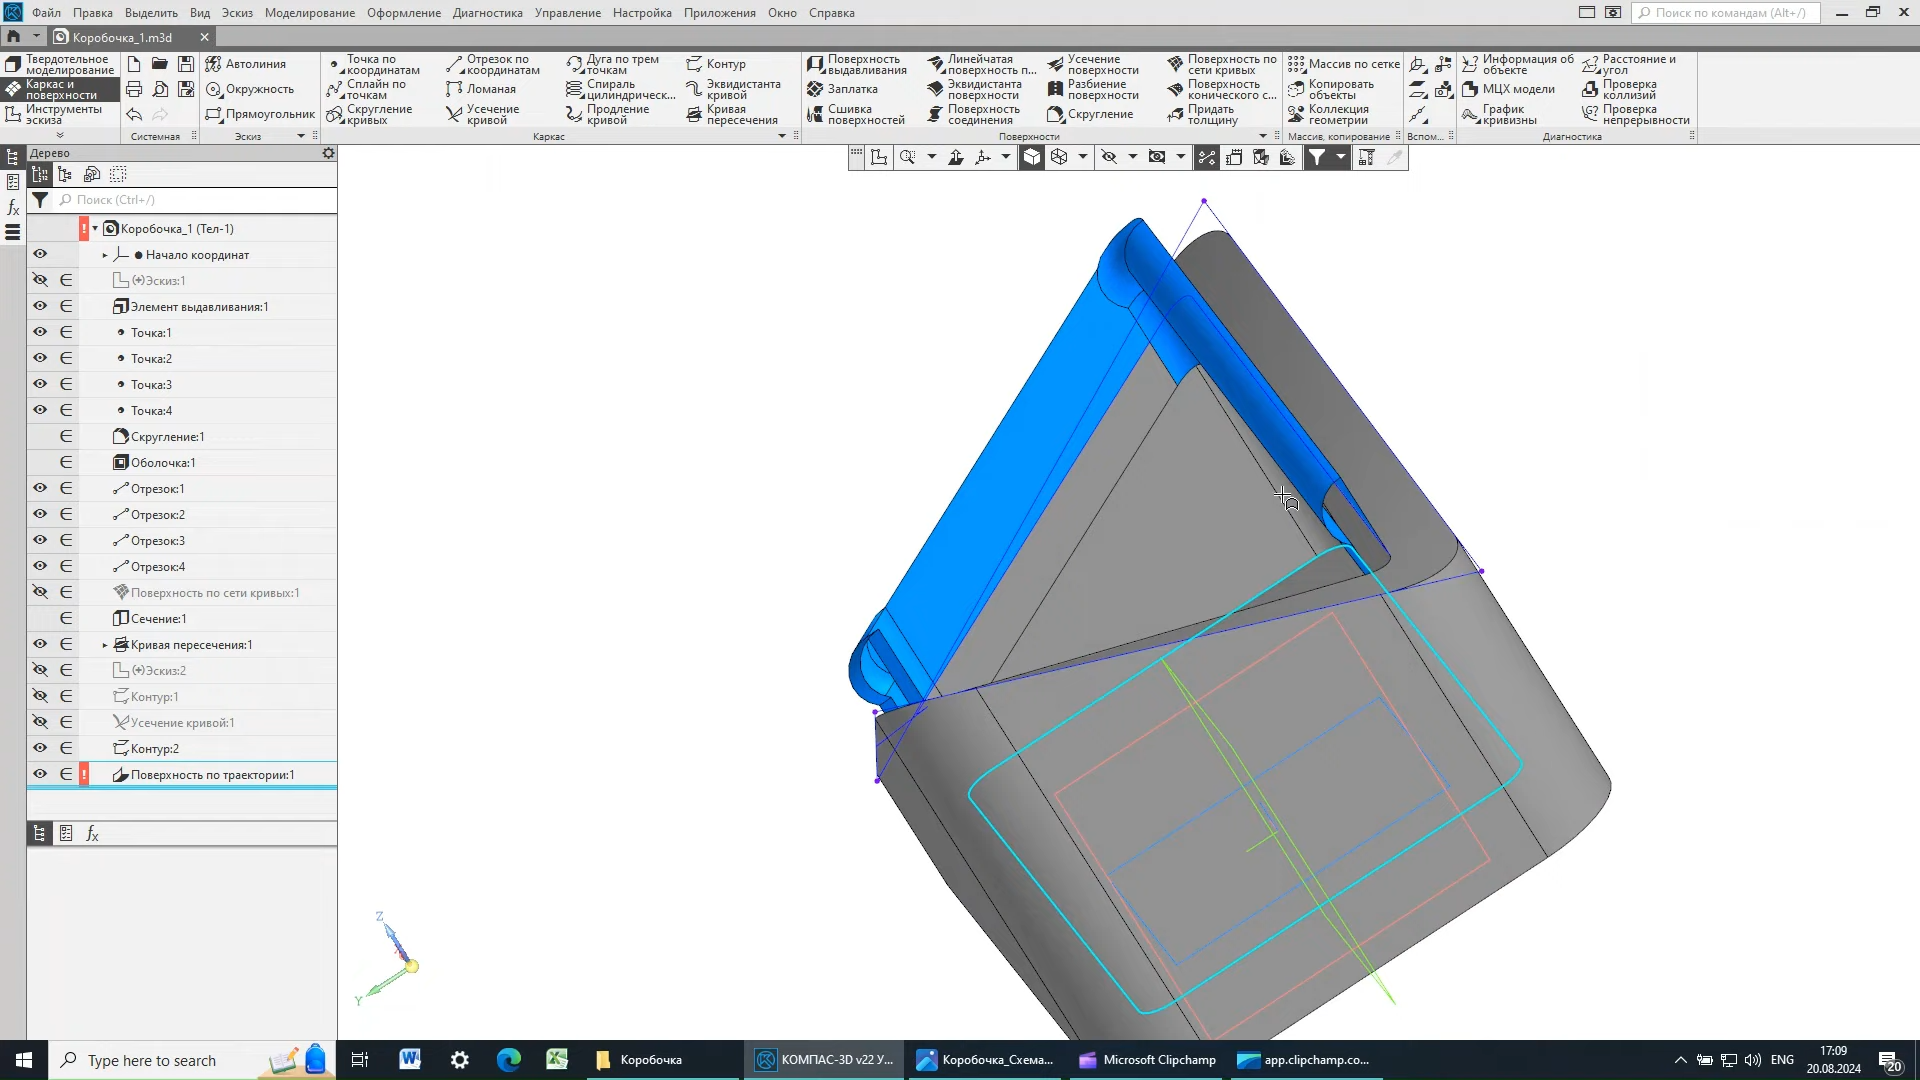 Файл Правка Выделить Вид Эскиз Моделирование Оформление Диагностика Управление Настройка Приложения Окно Справка
Поиск по командам (Alt+/)
Коробочка_1.m3d
Твердотельное моделирование
Каркас и поверхности
Инструменты эскиза
Системная
Автолиния
Окружность
Прямоугольник
Эскиз
Точка по координатам
Сплайн по точкам
Скругление кривых
Отрезок по координатам
Ломаная
Усечение кривой
Дуга по трем точкам
Спираль цилиндрическ...
Продление кривой
Контур
Эквидистанта кривой
Кривая пересечения
Каркас
Поверхность выдавливания
Заплатка
Сшивка поверхностей
Линейчатая поверхность п...
Эквидистанта поверхности
Поверхность соединения
Усечение поверхности
Разбиение поверхности
Скругление
Поверхность по сети кривых
Поверхность конического с...
Придать толщину
Поверхности
Массив по сетке
Копировать объекты
Коллекция геометрии
Массив, копирование
Вспом...
Информация об объекте
МЦХ модели
График кривизны
Расстояние и угол
Проверка коллизий
Проверка непрерывности
Диагностика
Дерево
Поиск (Ctrl+/)
Коробочка_1 (Тел-1)
Начало координат
(+)Эскиз:1
Элемент выдавливания:1
Точка:1
Точка:2
Точка:3
Точка:4
Скругление:1
Оболочка:1
Отрезок:1
Отрезок:2
Отрезок:3
Отрезок:4
Поверхность по сети кривых:1
Сечение:1
Кривая пересечения:1
(+)Эскиз:2
Контур:1
Усечение кривой:1
Контур:2
Поверхность по траектории:1
Z
Y
Type here to search
Коробочка
КОМПАС-3D v22 У...
Коробочка_Схема...
Microsoft Clipchamp
app.clipchamp.co...
ENG
17:09
20.08.2024
20